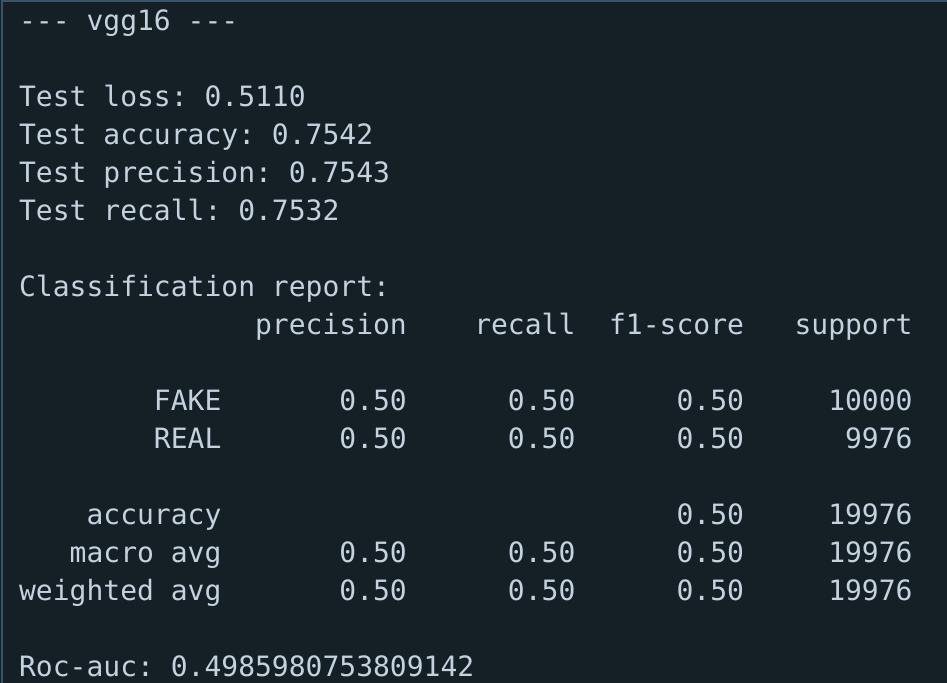 --- vgg16 ---
Test loss: 0.5110
Test accuracy: 0.7542
Test precision: 0.7543
Test recall: 0.7532
Classification report:
precision recall f1-score support
FAKE 0.50 0.50 0.50 10000
REAL 0.50 0.50 0.50 9976
accuracy 0.50 19976
macro avg 0.50 0.50 0.50 19976
weighted avg 0.50 0.50 0.50 19976
Roc-auc: 0.4985980753809142